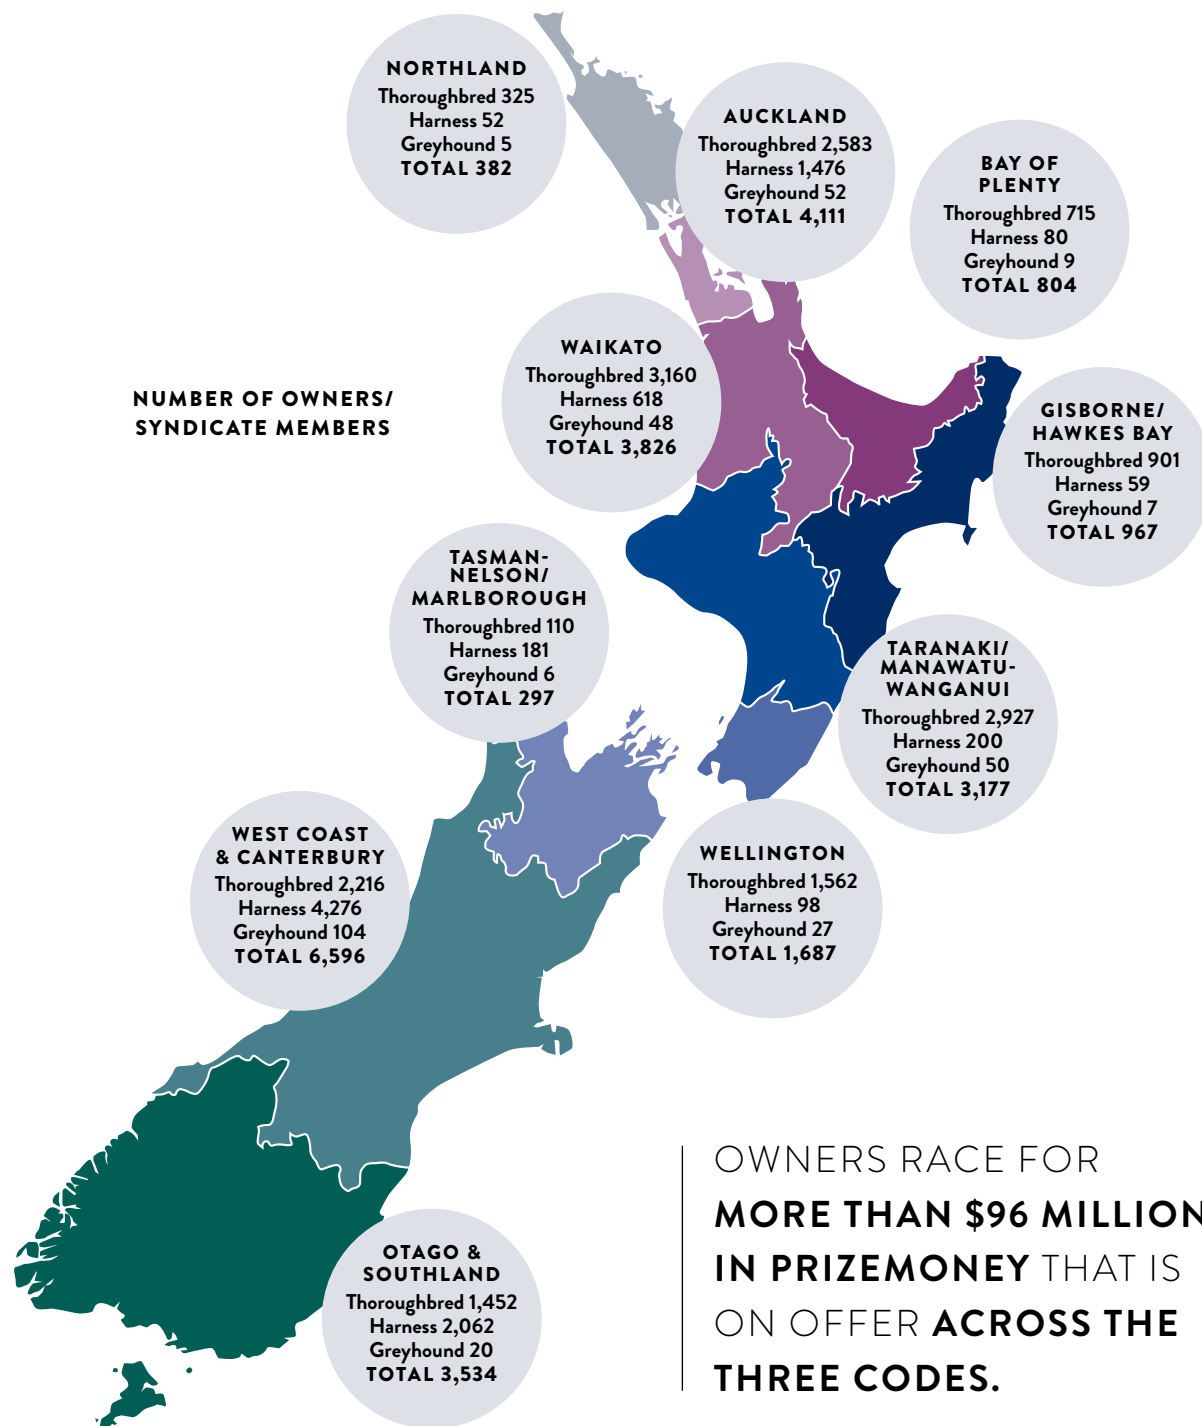 NORTHLAND
Thoroughbred 325
Harness 52
Greyhound 5
TOTAL 382
AUCKLAND
Thoroughbred 2,583
Harness 1,476
Greyhound 52
TOTAL 4,111
BAY OF
PLENTY
Thoroughbred 715
Harness 80
Greyhound 9
TOTAL 804
WAIKATO
Thoroughbred 3,160
Harness 618
Greyhound 48
TOTAL 3,826
NUMBER OF OWNERS/
SYNDICATE MEMBERS
GISBORNE/
HAWKES BAY
Thoroughbred 901
Harness 59
Greyhound 7
TOTAL 967
TASMAN-
NELSON/
MARLBOROUGH
Thoroughbred 110
Harness 181
Greyhound 6
TOTAL 297
TARANAKI/
MANAWATU-
WANGANUI
Thoroughbred 2,927
Harness 200
Greyhound 50
TOTAL 3,177
WEST COAST
& CANTERBURY
Thoroughbred 2,216
Harness 4,276
Greyhound 104
TOTAL 6,596
WELLINGTON
Thoroughbred 1,562
Harness 98
Greyhound 27
TOTAL 1,687
OTAGO &
SOUTHLAND
Thoroughbred 1,452
Harness 2,062
Greyhound 20
TOTAL 3,534
OWNERS RACE FOR
MORE THAN $96 MILLION
IN PRIZEMONEY THAT IS
ON OFFER ACROSS THE
THREE CODES.